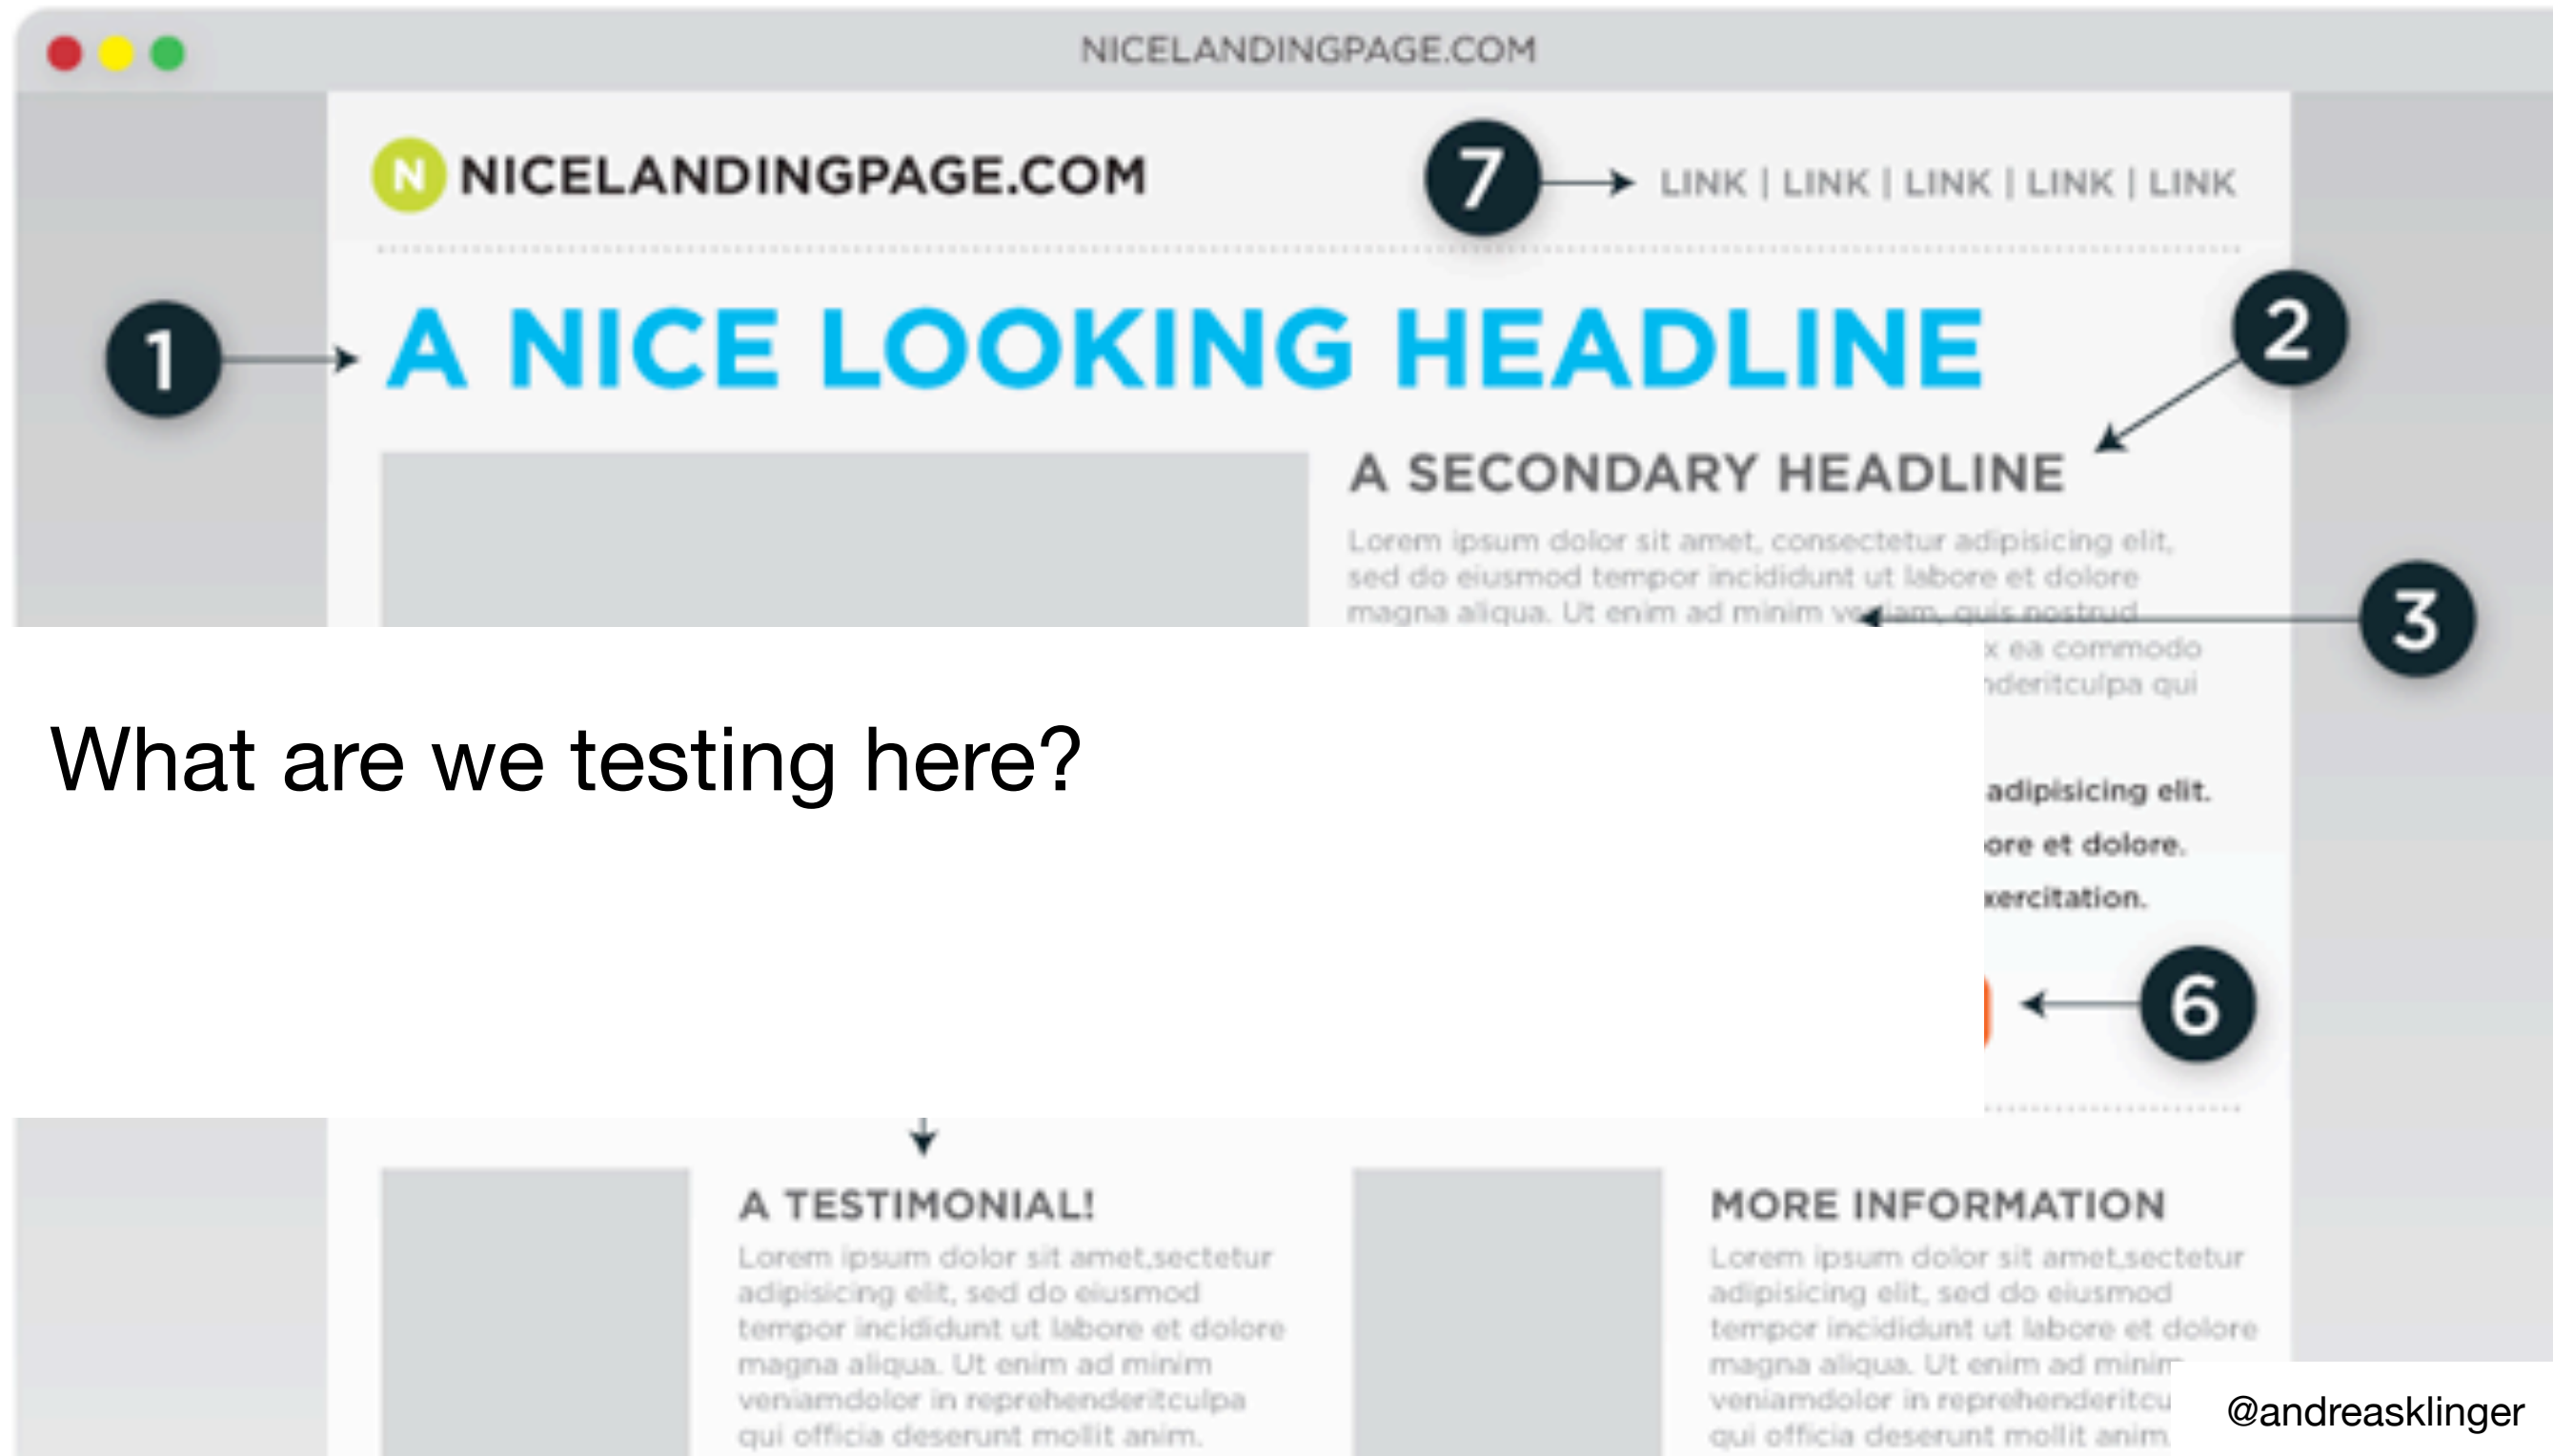 NICELANDINGPAGE.COM
N NICELANDINGPAGE.COM
7
LINK | LINK | LINK | LINK | LINK
1
A NICE LOOKING HEADLINE
2
A SECONDARY HEADLINE
Lorem ipsum dolor sit amet, consectetur adipisicing elit,
sed do eiusmod tempor incididunt ut labore et dolore
magna aliqua. Ut enim ad minim veniam, quis nostrud
3
ea commodo
qui
What are we testing here?
adipisicing elit.
et dolore.
6
A TESTIMONIAL!
Lorem ipsum dolor sit amet,sectetur
adipisicing elit, sed do eiusmod
tempor incididunt ut labore et dolore
magna aliqua. Ut enim ad minim
veniamdolor in reprehenderitculpa
qui officia deserunt mollit anim.
MORE INFORMATION
Lorem ipsum dolor sit amet,sectetur
adipisicing elit, sed do eiusmod
tempor incididunt ut labore et dolore
magna aliqua. Ut enim ad minim
veniamdolor in
qui officia deserunt mollit anim
@andreasklinger